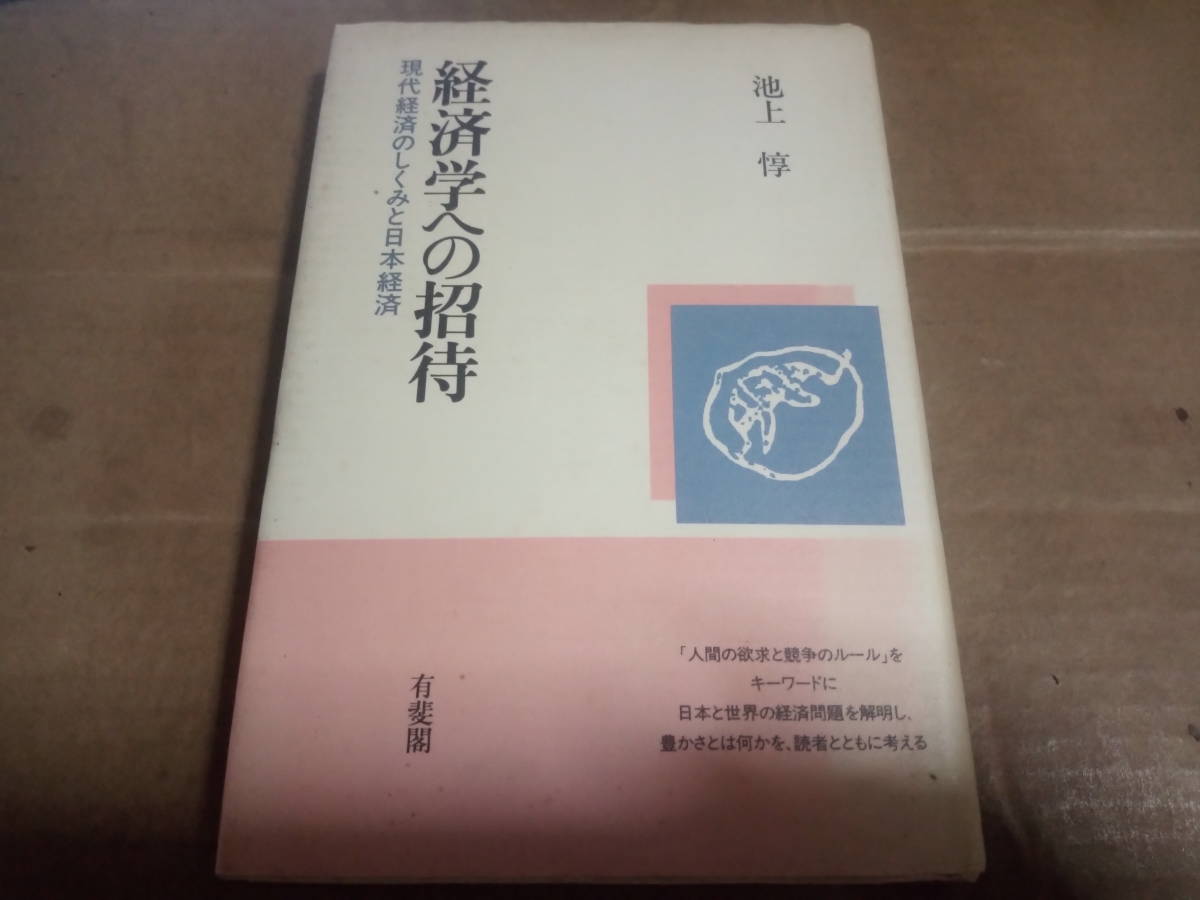 池上 惇
経済学への招待
現代経済のしくみと日本経済
「人間の欲求と競争のルール」を
キーワードに
日本と世界の経済問題を解明し、
豊かさとは何かを、読者とともに考える
有斐閣